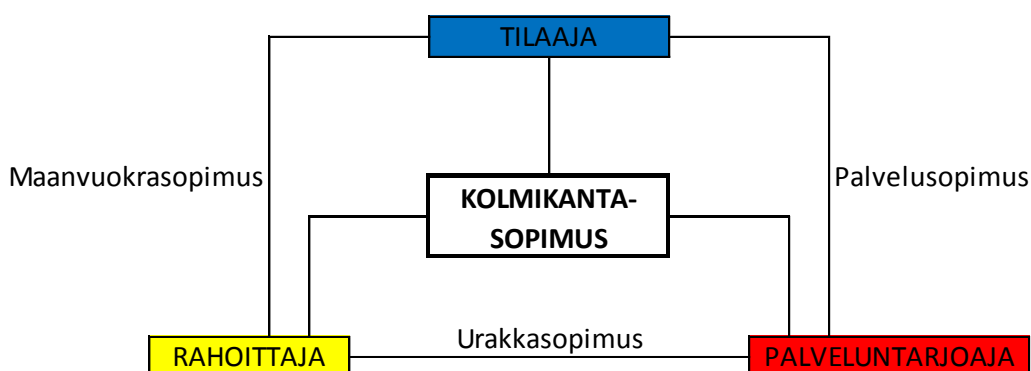 TILAAJA
Maanvuokrasopimus
Palvelusopimus
KOLMIKANTA-
SOPIMUS
Urakkasopimus
RAHOITTAJA
PALVELUNTARJOAJA